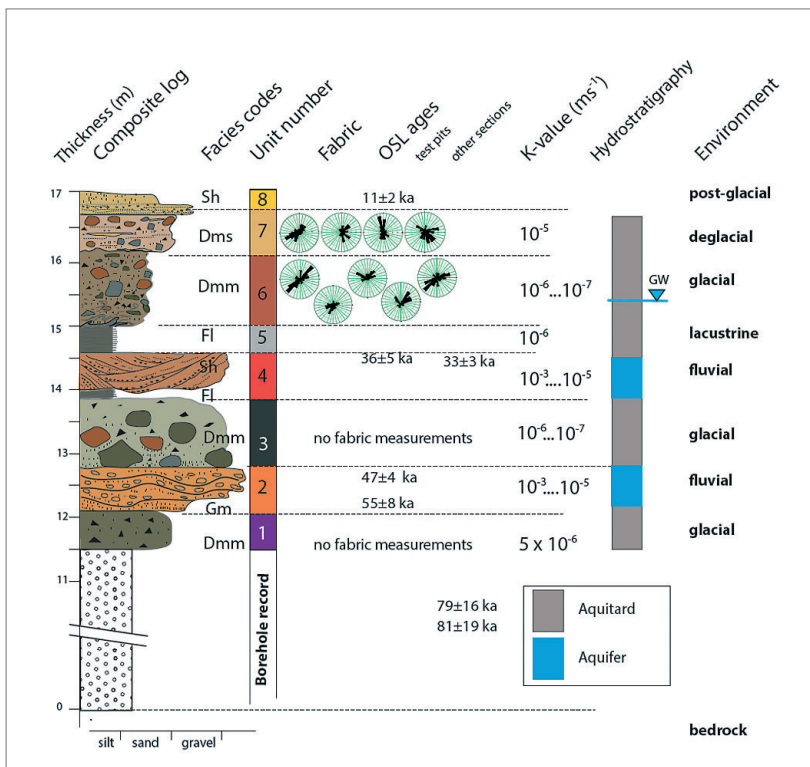 Thickness (m)
Composite log
Facies codes
Unit number
Fabric
OSL ages
test pits
other sections
K-value (ms⁻¹)
Hydrostratigraphy
Environment
17
Sh
8
11±2 ka
post-glacial
7
Dms
10⁻⁵
deglacial
16
Dmm
6
10⁻⁶...10⁻⁷
GW
glacial
15
Fl
5
10⁻⁶
lacustrine
36±5 ka
33±3 ka
Sh
4
10⁻³....10⁻⁵
fluvial
14
Fl
Dmm
3
no fabric measurements
10⁻⁶...10⁻⁷
glacial
13
2
47±4 ka
10⁻³....10⁻⁵
fluvial
55±8 ka
Gm
12
1
Dmm
no fabric measurements
5 x 10⁻⁶
glacial
11
Borehole record
79±16 ka
81±19 ka
Aquitard
Aquifer
0
bedrock
silt sand gravel